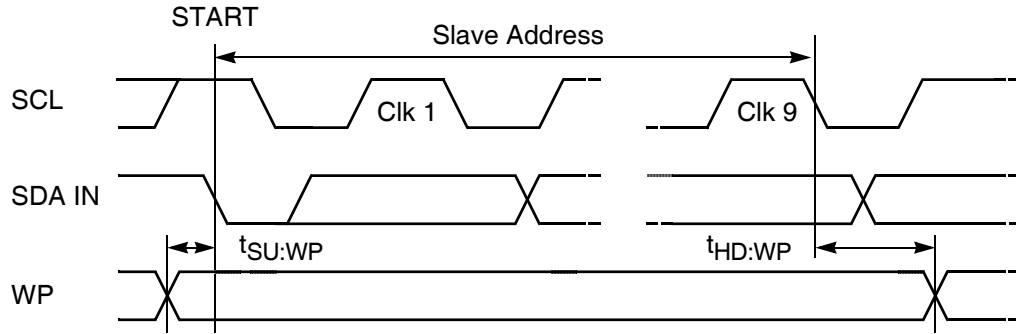 START
Slave Address
SCL
Clk 1
Clk 9
SDA IN
tSU:WP
tHD:WP
WP